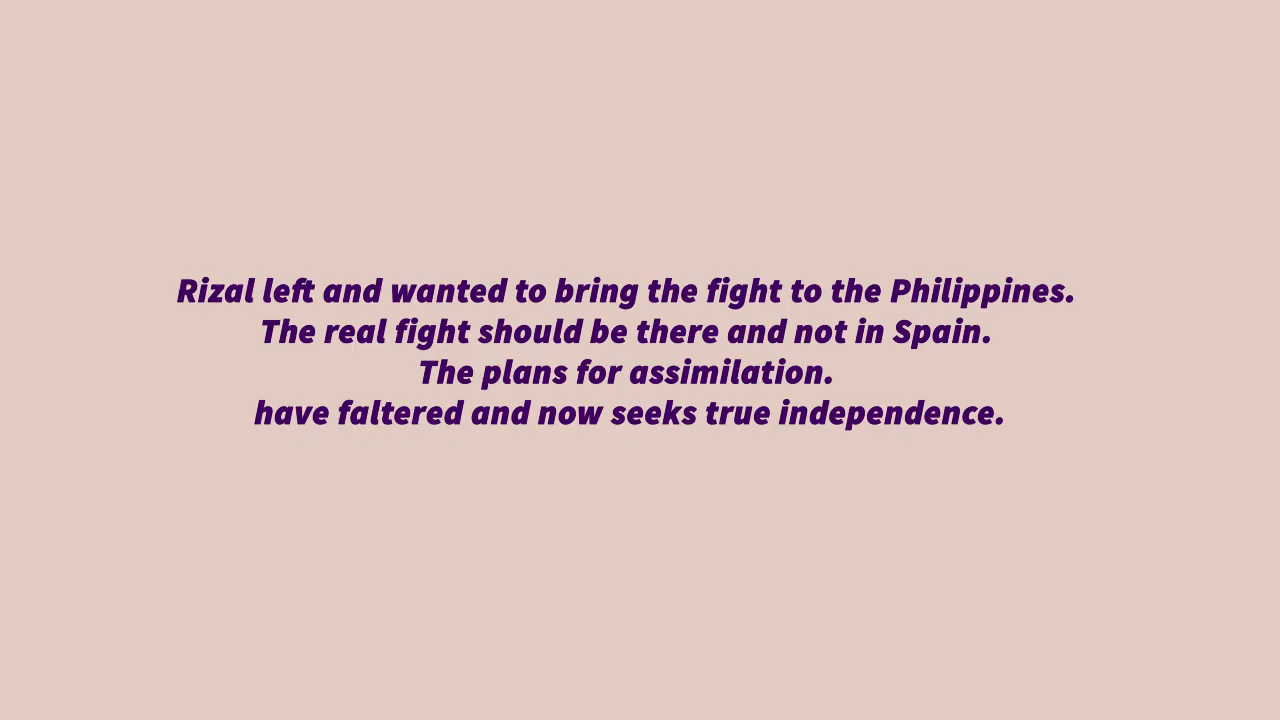 Rizal left and wanted to bring the fight to the Philippines.
The real fight should be there and not in Spain.
The plans for assimilation.
have faltered and now seeks true independence.